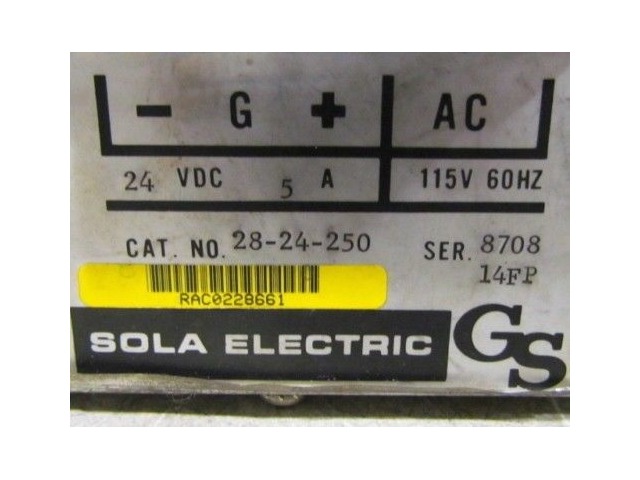 - G + AC
24 VDC 5 A 115V 60HZ
CAT. NO. 28-24-250 SER. 8708
14FP
RAC0228661
SOLA ELECTRIC GS